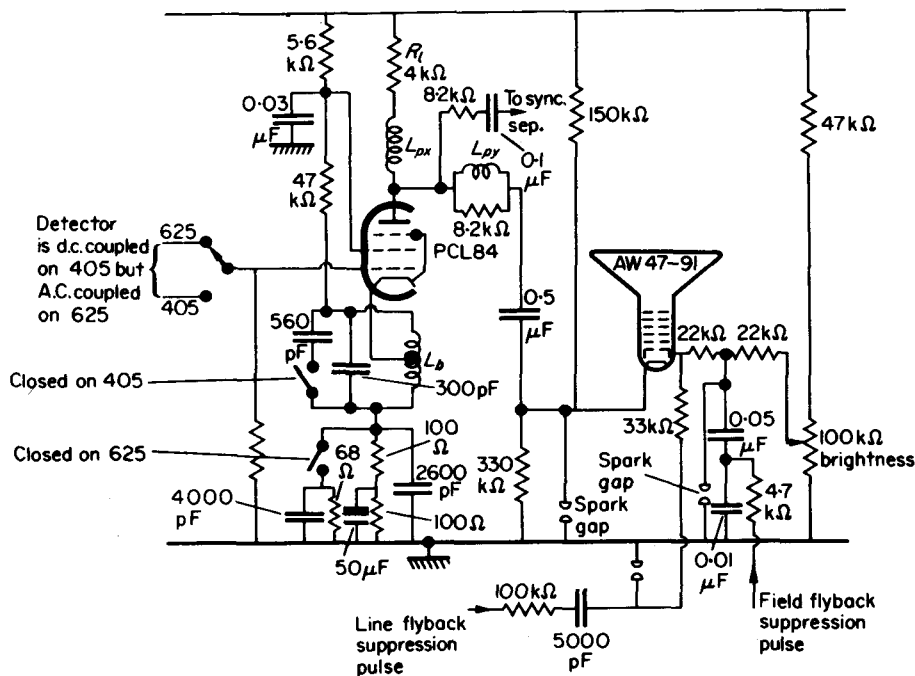 5·6
kΩ
R₁
4kΩ
0·03
μF
47
kΩ
Lpx
8·2kΩ
To sync.
sep.
0·1
μF
Lpy
8·2kΩ
PCL84
150kΩ
47kΩ
Detector
is d.c. coupled
on 405 but
A.C. coupled
on 625
625
405
560
pF
Closed on 405
Lb
300pF
0·5
μF
AW 47-91
22kΩ
22kΩ
33kΩ
0·05
μF
100kΩ
brightness
Closed on 625
68
Ω
100
Ω
2600
pF
330
kΩ
Spark
gap
Spark
gap
4·7
kΩ
4000
pF
100Ω
50μF
0·01
μF
100kΩ
Line flyback
suppression
pulse
5000
pF
Field flyback
suppression
pulse